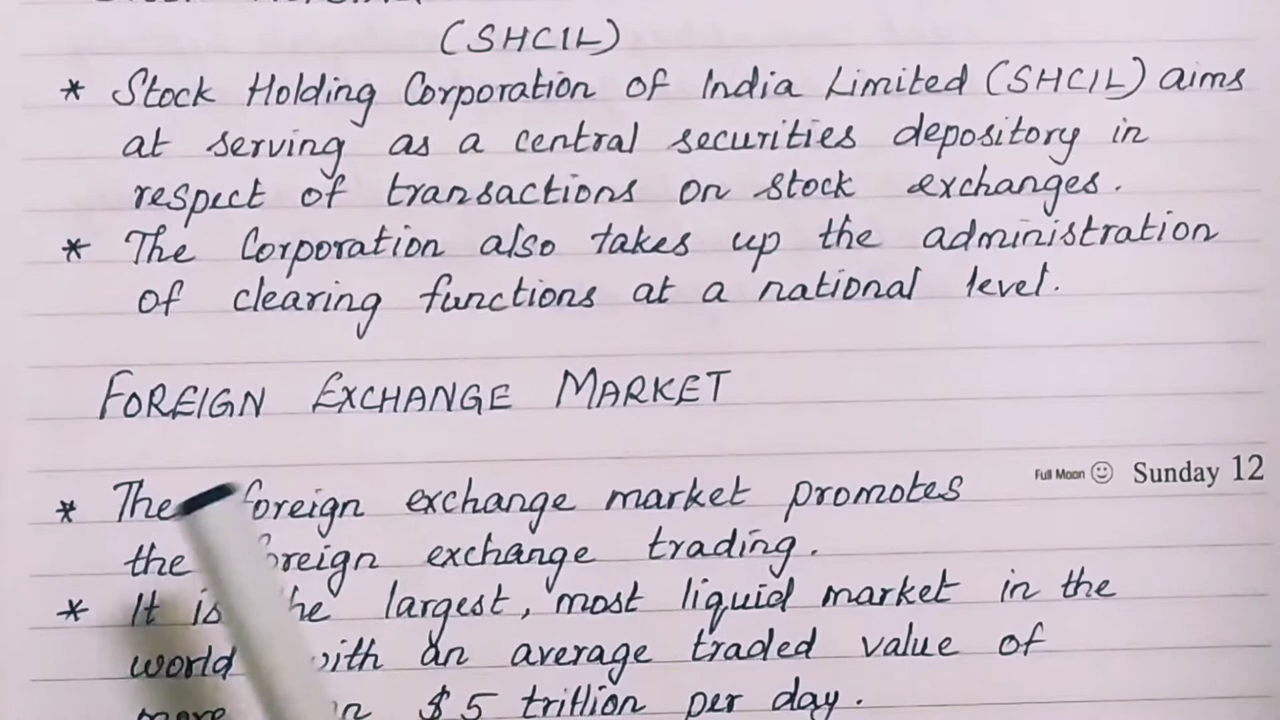 (SHCIL)
* Stock Holding Corporation of India Limited (SHCIL) aims
at serving as a central securities depository in
respect of transactions on stock exchanges.
* The Corporation also takes up the administration
of clearing functions at a national level.
FOREIGN EXCHANGE MARKET
Full Moon ☺ Sunday 12
* The foreign exchange market promotes
the foreign exchange trading.
* It is the largest, most liquid market in the
world with an average traded value of
more $5 trillion per day.